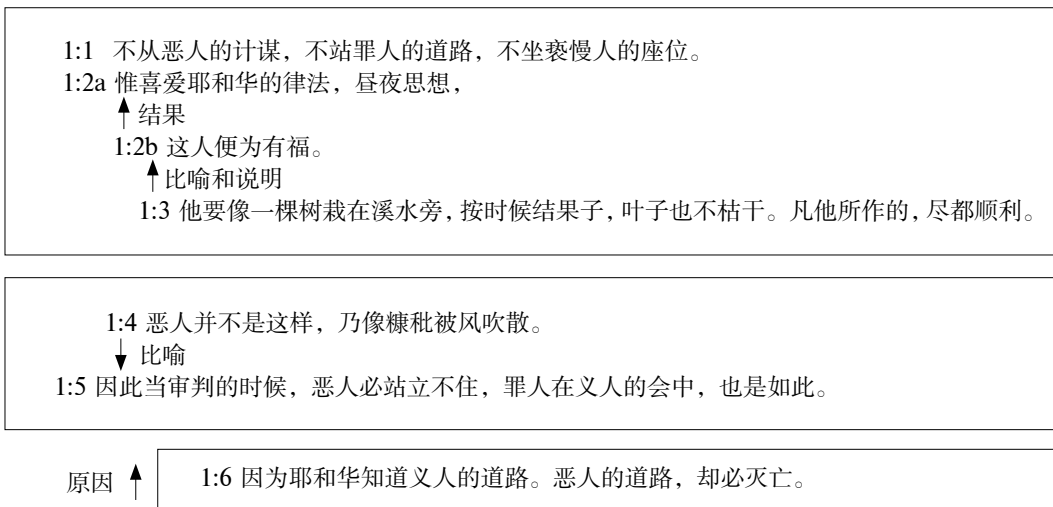 1:1 不从恶人的计谋，不站罪人的道路，不坐亵慢人的座位。
1:2a 惟喜爱耶和华的律法，昼夜思想，
结果
1:2b 这人便为有福。
比喻和说明
1:3 他要像一棵树栽在溪水旁，按时候结果子，叶子也不枯干。凡他所作的，尽都顺利。
1:4 恶人并不是这样，乃像糠秕被风吹散。
比喻
1:5 因此当审判的时候，恶人必站立不住，罪人在义人的会中，也是如此。
原因 1:6 因为耶和华知道义人的道路。恶人的道路，却必灭亡。